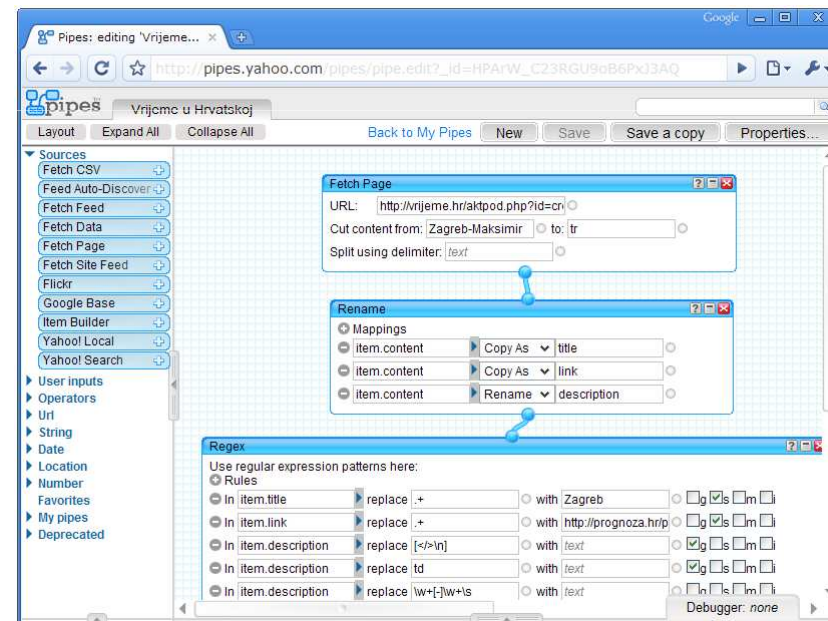 Google
Pipes: editing 'Vrijeme...
http://pipes.yahoo.com/pipes/pipe.edit?_id=HPArW_C23RGU9oB6PxJ3AQ
pipes Vrijeme u Hrvatskoj
Layout Expand All Collapse All Back to My Pipes New Save Save a copy Properties...
Sources
Fetch CSV
Feed Auto-Discover
Fetch Feed
Fetch Data
Fetch Page
Fetch Site Feed
Flickr
Google Base
Item Builder
Yahoo! Local
Yahoo! Search
User inputs
Operators
Url
String
Date
Location
Number
Favorites
My pipes
Deprecated
Fetch Page ?
URL: http://vrijeme.hr/aktpod.php?id=cr
Cut content from: Zagreb-Maksimir to: tr
Split using delimiter: text
Rename ?
Mappings
item.content Copy As title
item.content Copy As link
item.content Rename description
Regex ?
Use regular expression patterns here:
Rules
In item.title replace .+ with Zagreb g s m i
In item.link replace .+ with http://prognoza.hr/p g s m i
In item.description replace [</>\n] with text g s m i
In item.description replace td with text g s m i
In item.description replace \w+[-]\w+\s with text g s m i
Debugger: none